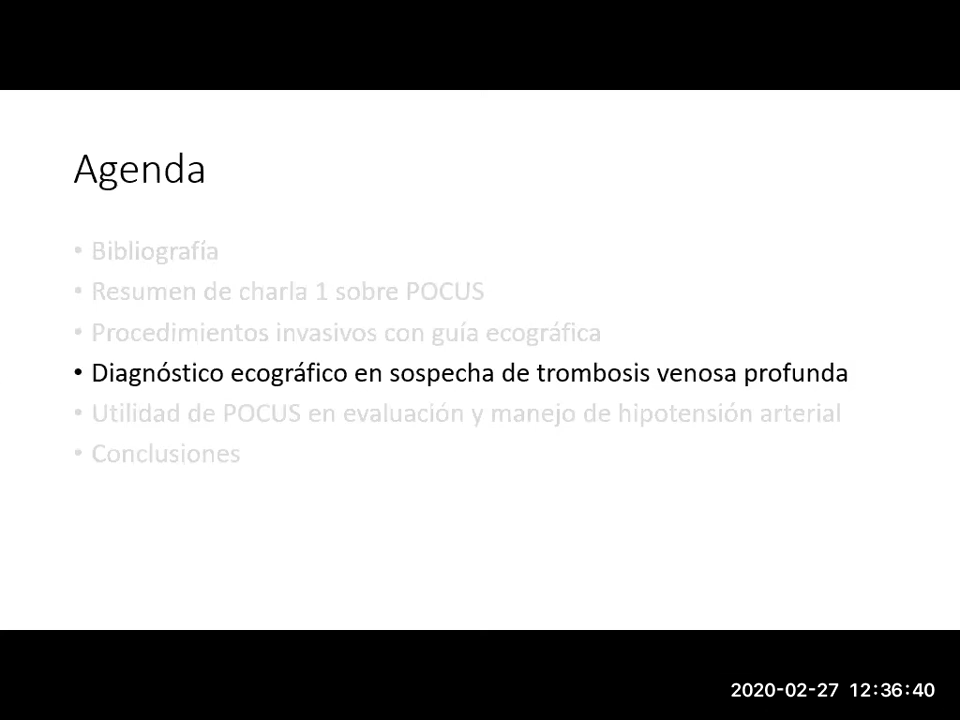 Agenda
• Bibliografía
• Resumen de charla 1 sobre POCUS
• Procedimientos invasivos con guía ecográfica
• Diagnóstico ecográfico en sospecha de trombosis venosa profunda
• Utilidad de POCUS en evaluación y manejo de hipotensión arterial
• Conclusiones
2020-02-27 12:36:40